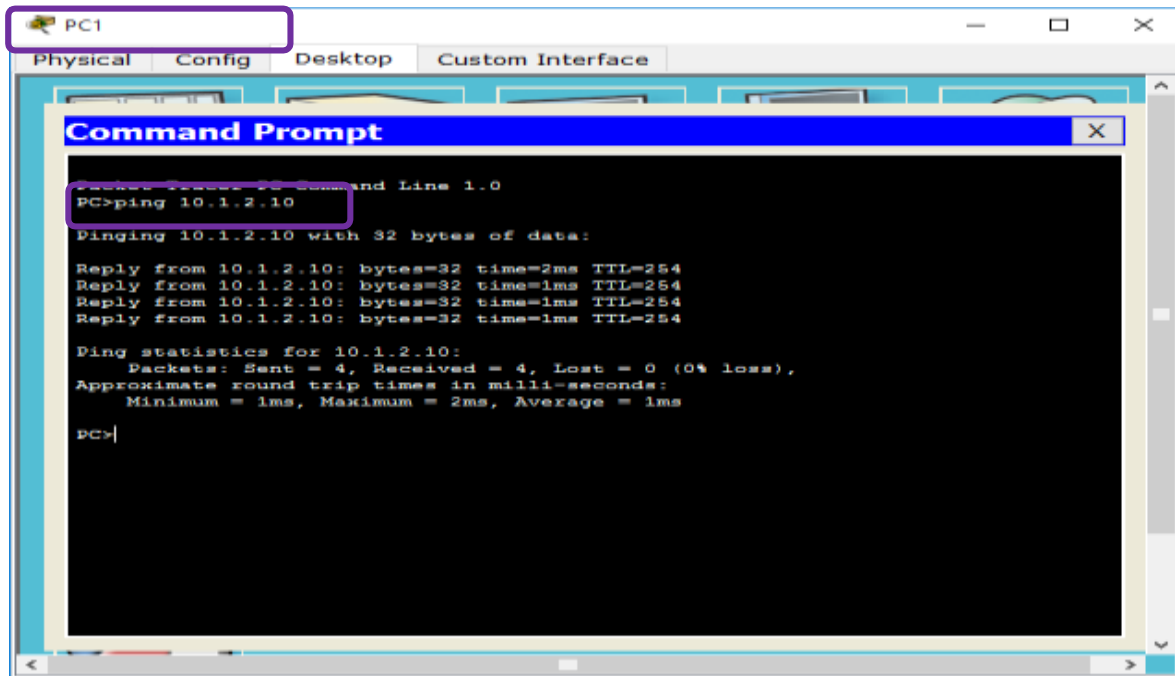 PC1
Physical Config Desktop Custom Interface
Command Prompt X
Packet Tracer PC Command Line 1.0
PC>ping 10.1.2.10
Pinging 10.1.2.10 with 32 bytes of data:
Reply from 10.1.2.10: bytes=32 time=2ms TTL=254
Reply from 10.1.2.10: bytes=32 time=1ms TTL=254
Reply from 10.1.2.10: bytes=32 time=1ms TTL=254
Reply from 10.1.2.10: bytes=32 time=1ms TTL=254
Ping statistics for 10.1.2.10:
Packets: Sent = 4, Received = 4, Lost = 0 (0% loss),
Approximate round trip times in milli-seconds:
Minimum = 1ms, Maximum = 2ms, Average = 1ms
PC>